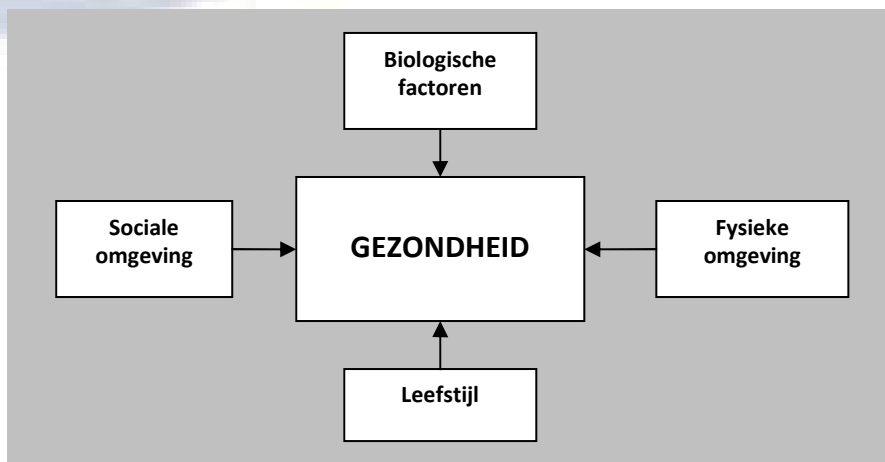 Biologische
factoren
Sociale
omgeving
GEZONDHEID
Fysieke
omgeving
Leefstijl